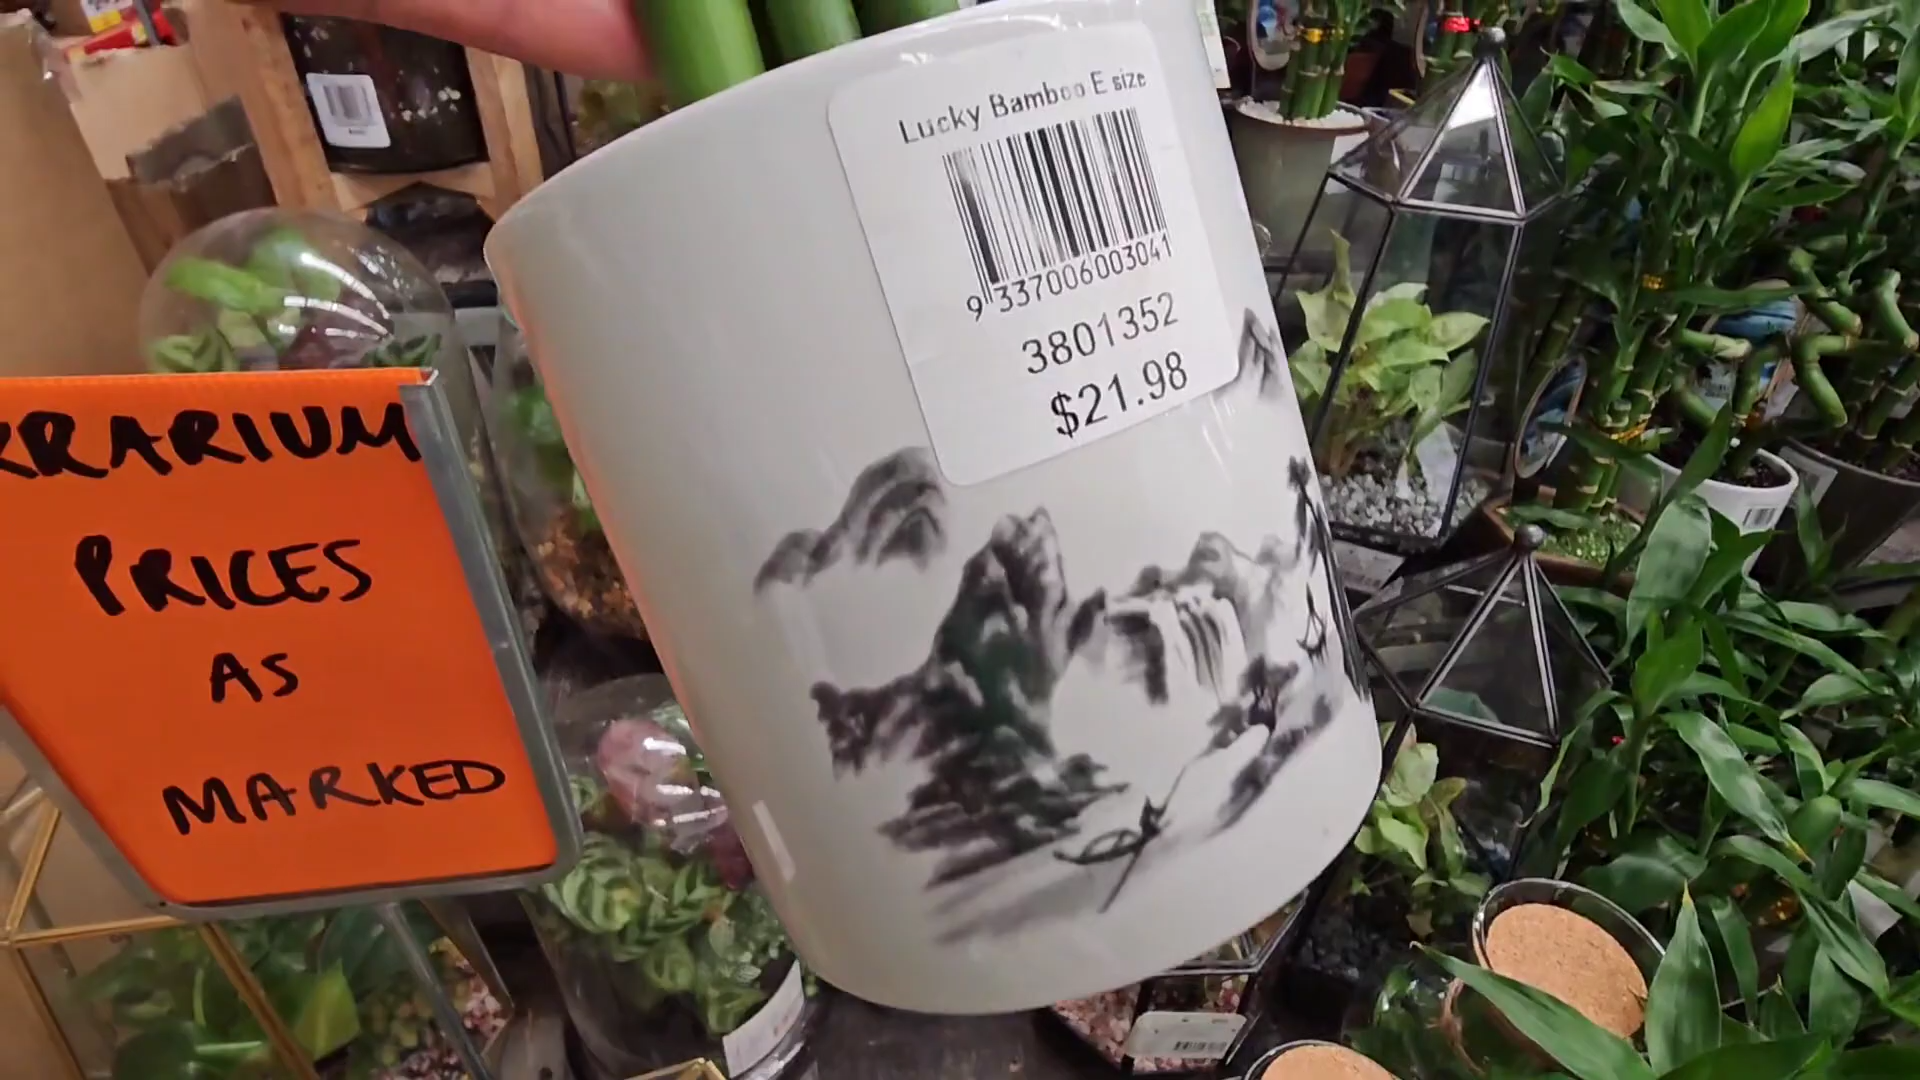 Lucky Bamboo E size
9 337006 003041
3801352
$21.98
RRARIUM
PRICES
AS
MARKED